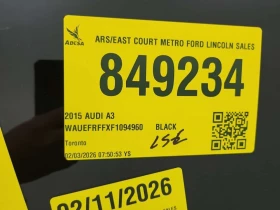 ADESA
ARS/EAST COURT METRO FORD LINCOLN SALES
849234
2015 AUDI A3
WAUEFRFFXF1094960 BLACK
Toronto
02/03/2026 07:50:53 Y$
02/11/2026